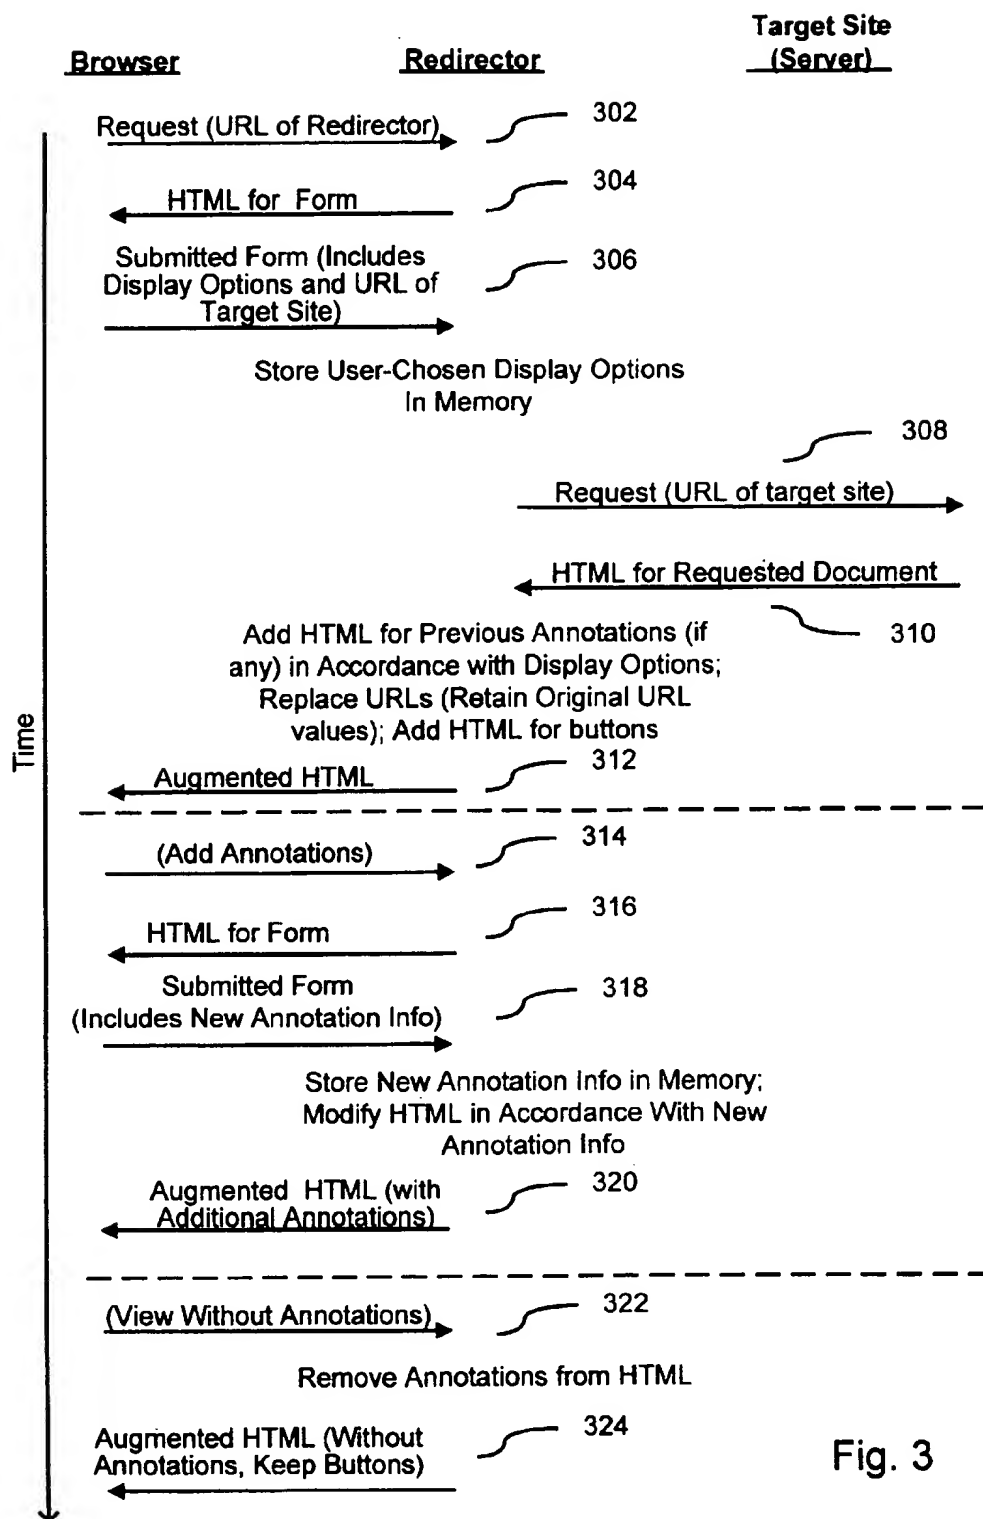 Target Site
Browser
Redirector
(Server)
Request (URL of Redirector)
302
HTML for Form
304
Submitted Form (Includes
Display Options and URL of
Target Site)
306
Store User-Chosen Display Options
In Memory
308
Request (URL of target site)
HTML for Requested Document
310
Add HTML for Previous Annotations (if
any) in Accordance with Display Options;
Replace URLs (Retain Original URL
values); Add HTML for buttons
Time
Augmented HTML
312
(Add Annotations)
314
HTML for Form
316
Submitted Form
(Includes New Annotation Info)
318
Store New Annotation Info in Memory;
Modify HTML in Accordance With New
Annotation Info
Augmented HTML (with
Additional Annotations)
320
(View Without Annotations)
322
Remove Annotations from HTML
Augmented HTML (Without
Annotations, Keep Buttons)
324
Fig. 3